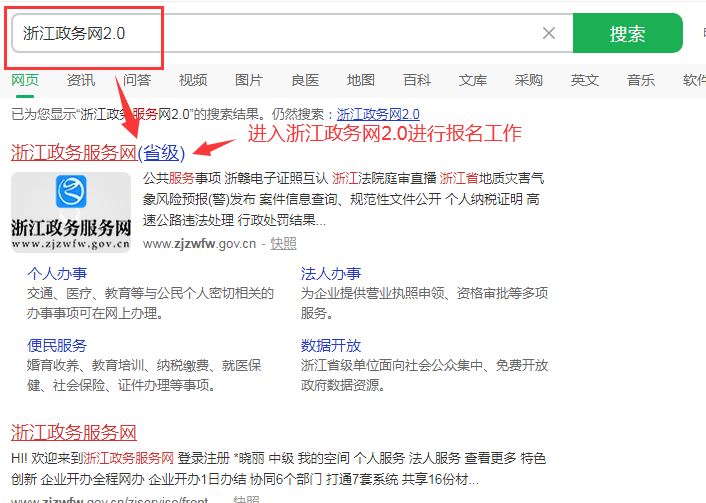 浙江政务网2.0
搜索
网页 资讯 问答 视频 图片 良医 地图 百科 文库 采购 英文 音乐 软件
已为您显示“浙江政务服务网2.0”的搜索结果。仍然搜索：浙江政务网2.0
进入浙江政务网2.0进行报名工作
浙江政务服务网(省级)
公共服务事项 浙赣电子证照互认 浙江法院庭审直播 浙江省地质灾害气
象风险预报(警)发布 案件信息查询、规范性文件公开 个人纳税证明 高
速公路违法处理 行政处罚结果...
浙江政务服务网
www.zjzwfw.gov.cn
www.zjzwfw.gov.cn - 快照
个人办事
交通、医疗、教育等与公民个人密切相关的
办事事项可在网上办理。
法人办事
为企业提供营业执照申领、资格审批等多项
服务。
便民服务
婚育收养、教育培训、纳税缴费、就医保
健、社会保险、证件办理等事项。
数据开放
浙江省级单位面向社会公众集中、免费开放
政府数据资源。
浙江政务服务网
HI! 欢迎来到浙江政务服务网 登录注册 *晓丽 中级 我的空间 个人服务 法人服务 查看更多 特色
创新 企业开办全程网办 企业开办1日办结 协同6个部门 打通7套系统 共享16份材...
www.zjzwfw.gov.cn/zjservice/front... - 快照